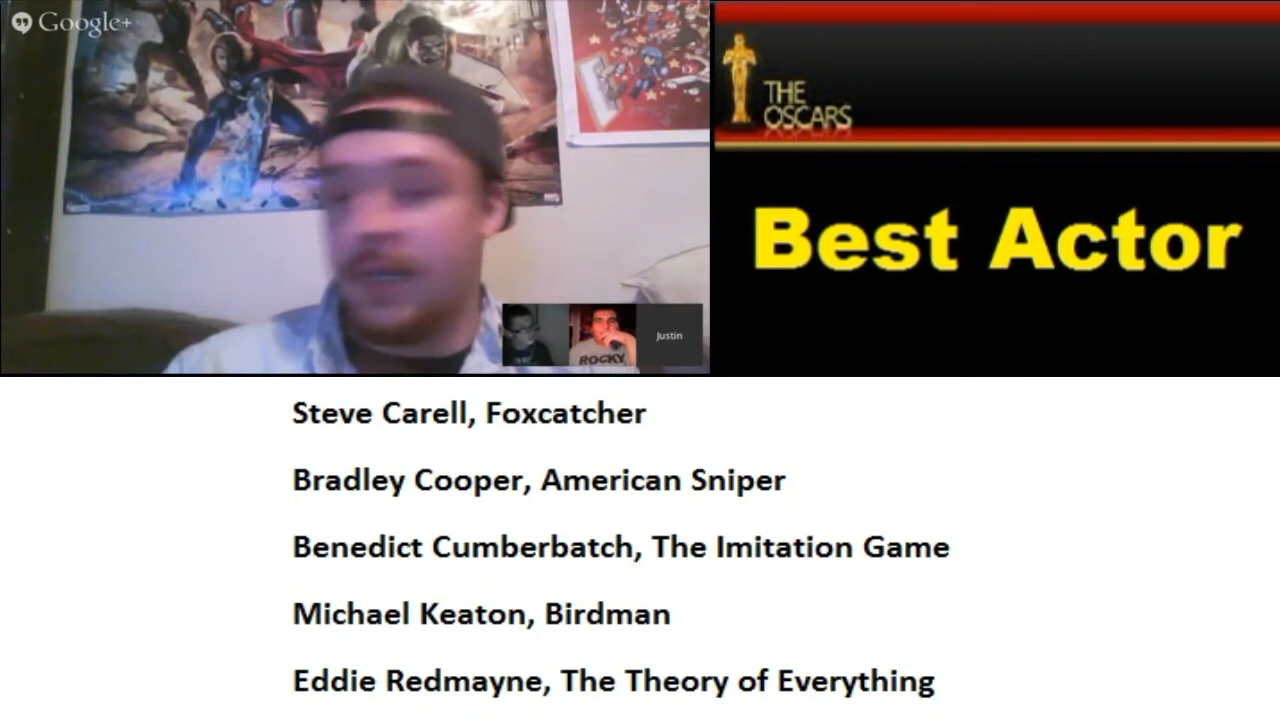 Google+
THE
OSCARS
Best Actor
Justin
ROCKY
Steve Carell, Foxcatcher
Bradley Cooper, American Sniper
Benedict Cumberbatch, The Imitation Game
Michael Keaton, Birdman
Eddie Redmayne, The Theory of Everything